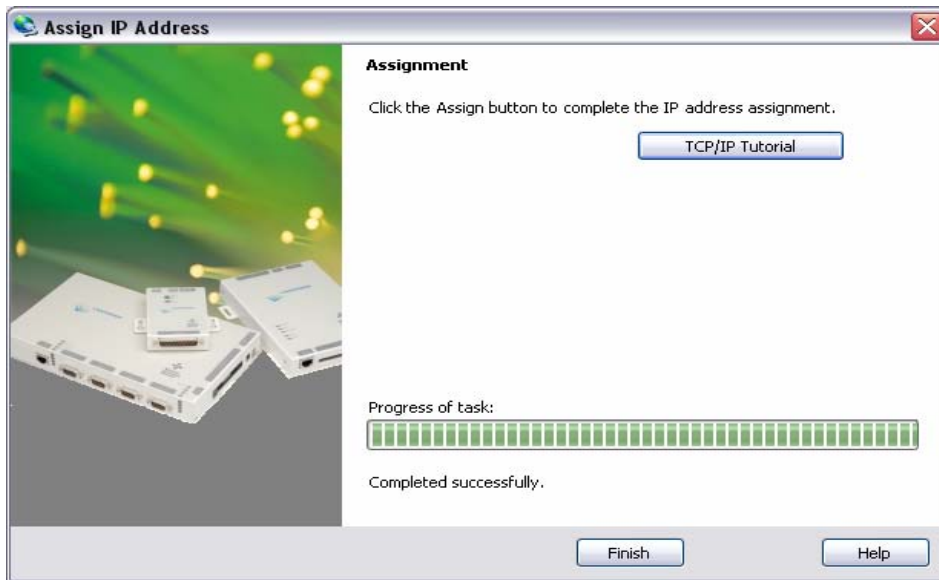 Assign IP Address
Assignment
Click the Assign button to complete the IP address assignment.
TCP/IP Tutorial
Progress of task:
Completed successfully.
Finish
Help